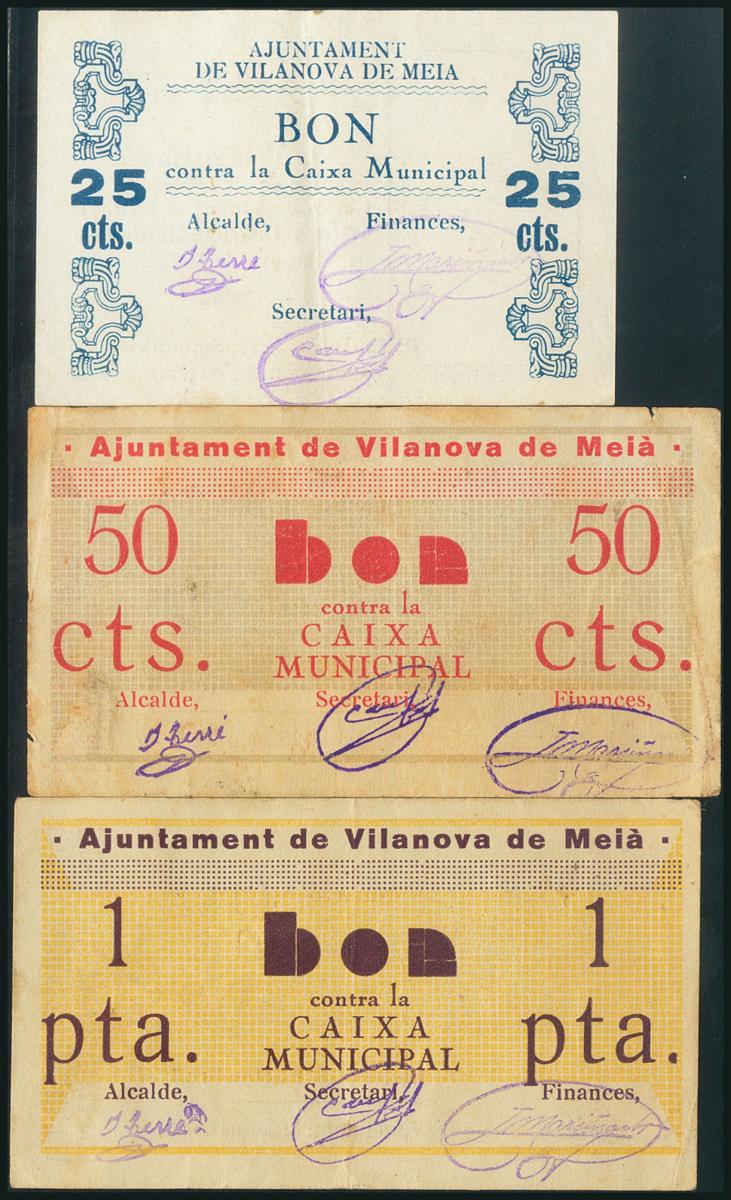 AJUNTAMENT
DE VILANOVA DE MEIA
BON
contra la Caixa Municipal
25 cts.
25 cts.
Alcalde, Finances,
Secretari,
· Ajuntament de Vilanova de Meià ·
50 bon 50
contra la
cts. CAIXA cts.
MUNICIPAL
Alcalde, Secretari, Finances,
· Ajuntament de Vilanova de Meià ·
1 bon 1
contra la
pta. CAIXA pta.
MUNICIPAL
Alcalde, Secretari, Finances,